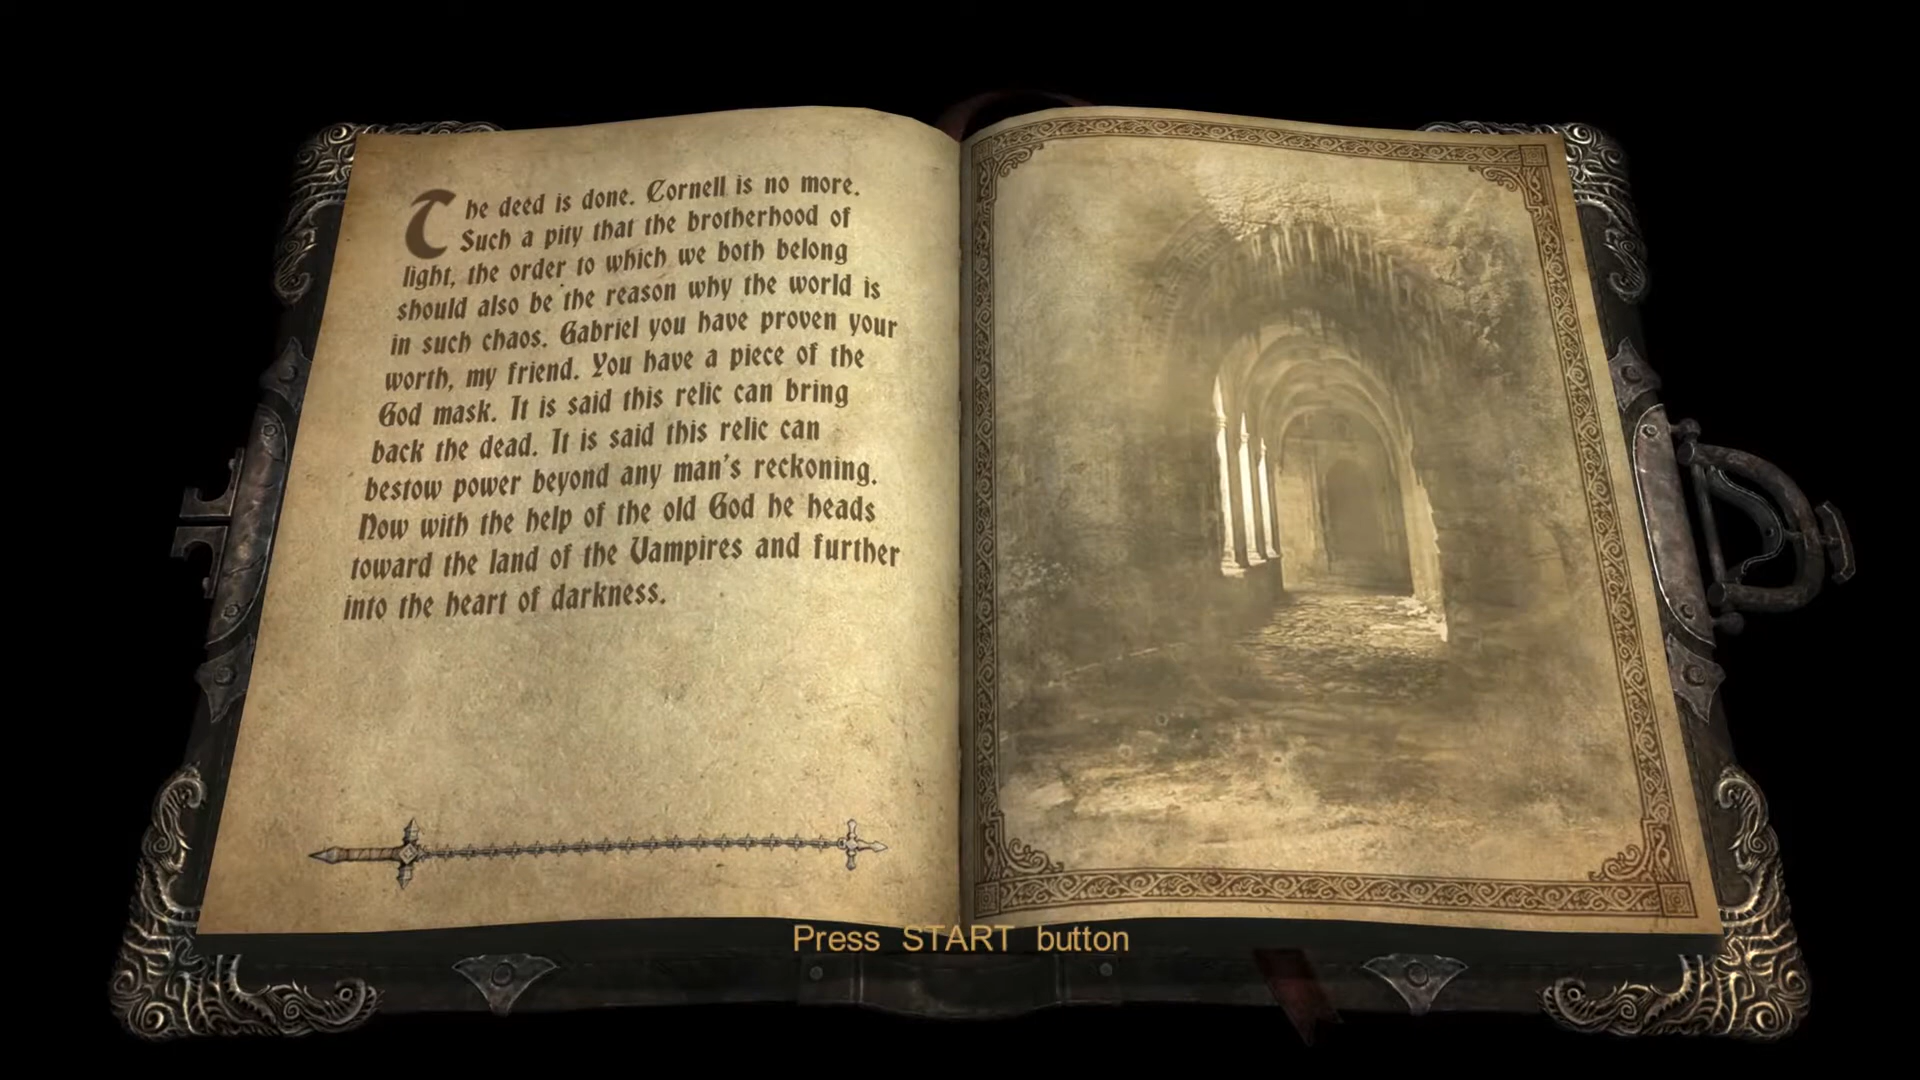 The deed is done. Cornell is no more.
Such a pity that the brotherhood of
light, the order to which we both belong
should also be the reason why the world is
in such chaos. Gabriel you have proven your
worth, my friend. You have a piece of the
God mask. It is said this relic can bring
back the dead. It is said this relic can
bestow power beyond any man's reckoning.
Now with the help of the old God he heads
toward the land of the Vampires and further
into the heart of darkness.
Press START button